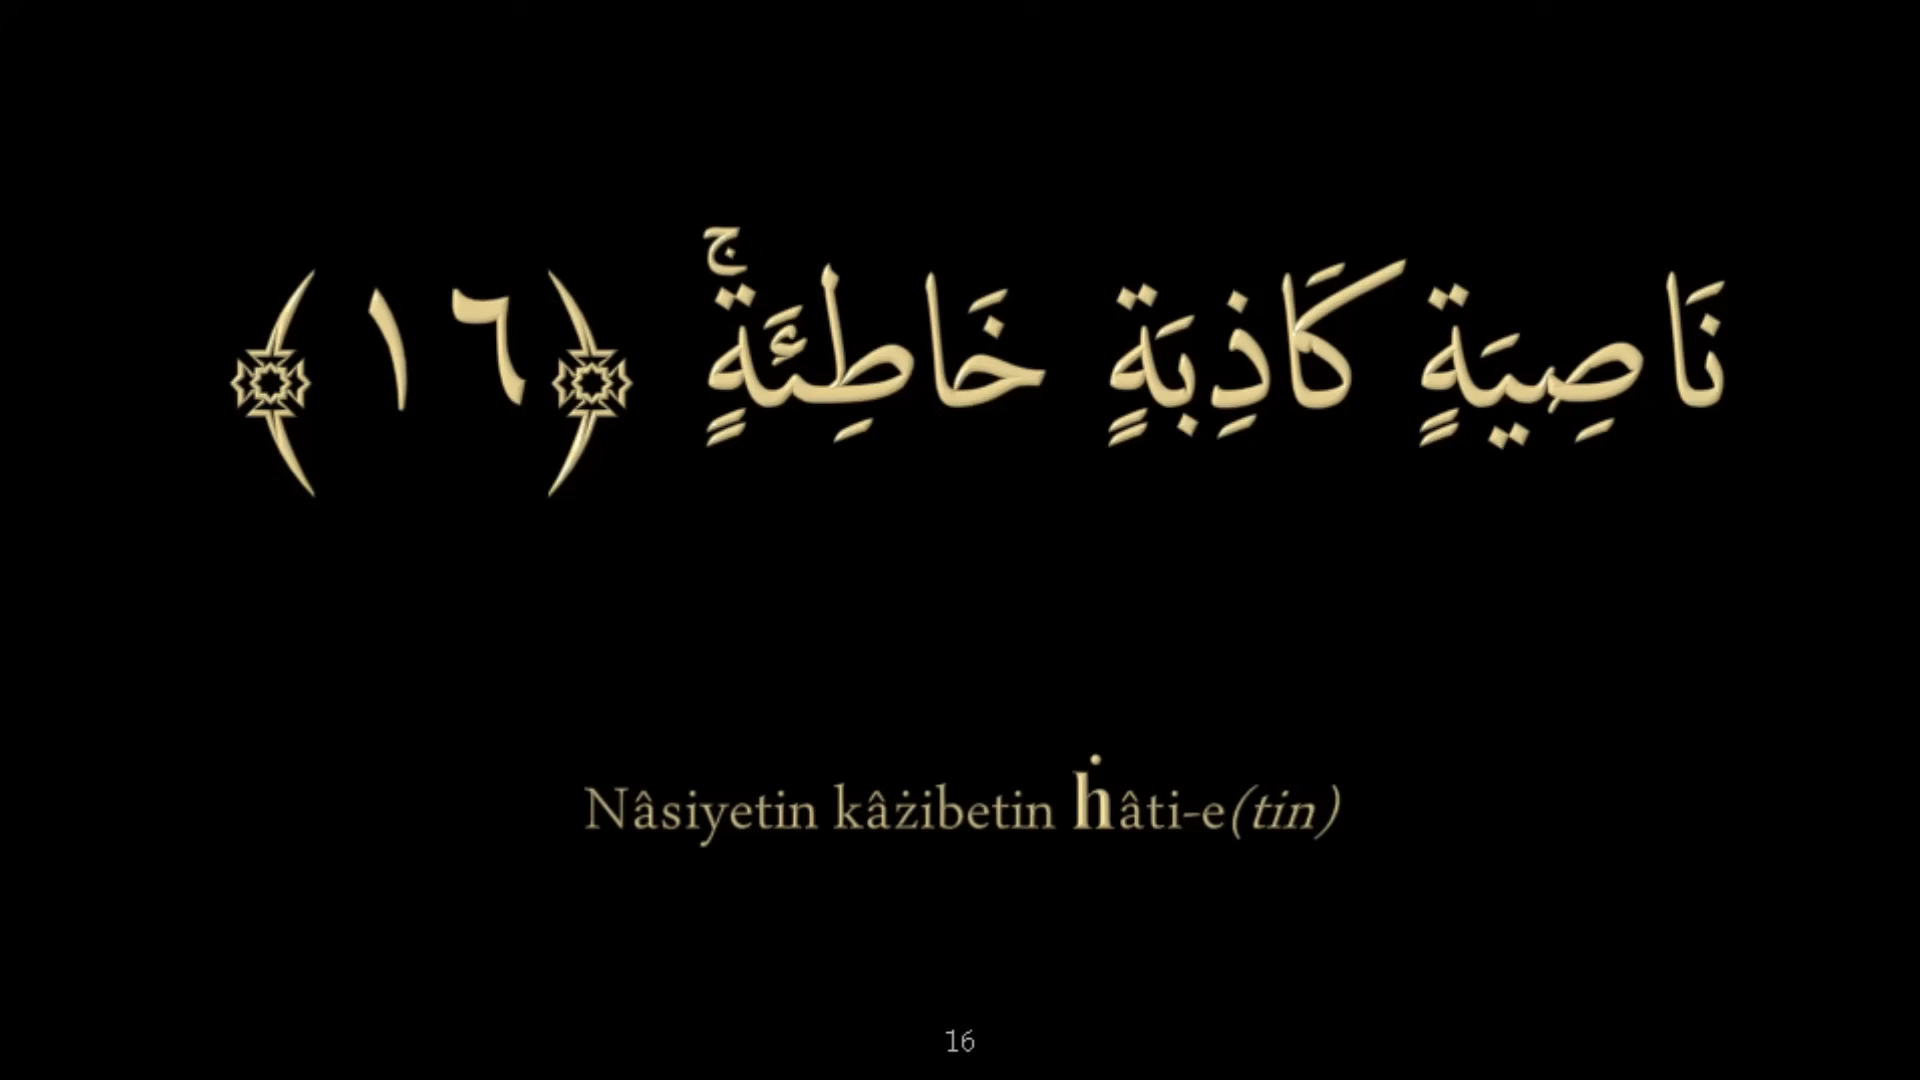 نَاصِيَةٍ كَاذِبَةٍ خَاطِئَةٍۚ ﴿١٦﴾
Nâsiyetin kâżibetin ḣâti-e(tin)
16